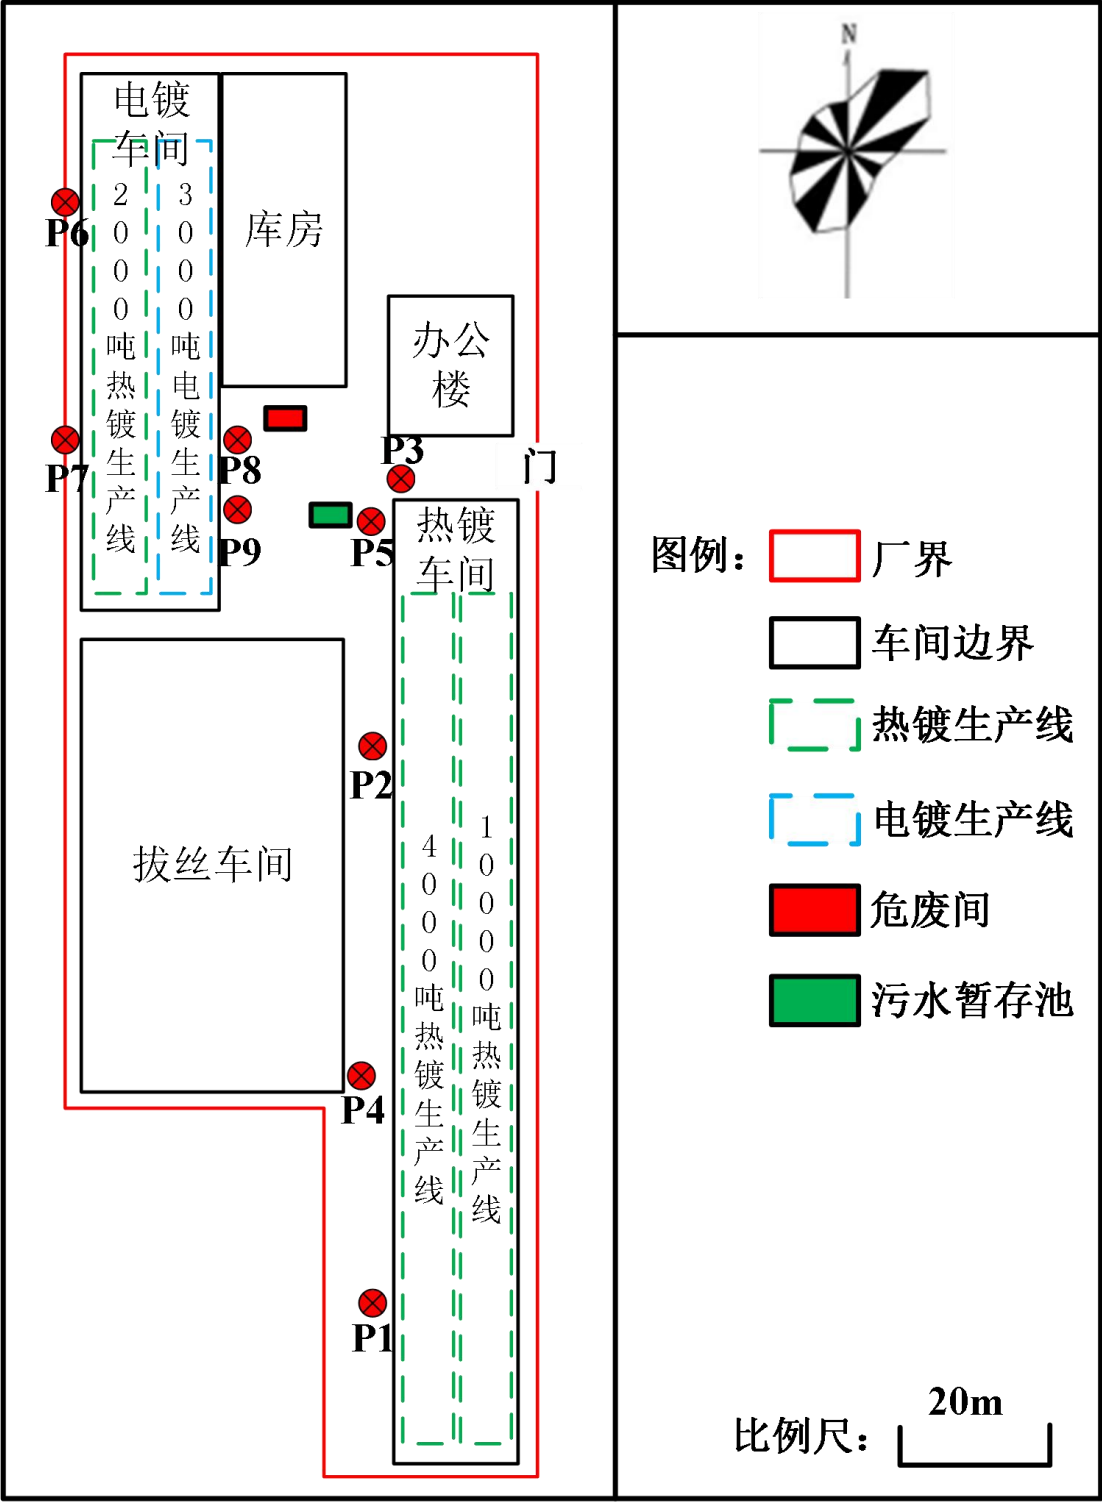 N
电镀
车间
2000吨热镀生产线
3000吨电镀生产线
库房
办公
楼
P6
P7
P8
P9
P3
门
P5
热镀
车间
P2
拔丝车间
4000吨热镀生产线
10000吨热镀生产线
P4
P1
图例：
厂界
车间边界
热镀生产线
电镀生产线
危废间
污水暂存池
比例尺：
20m